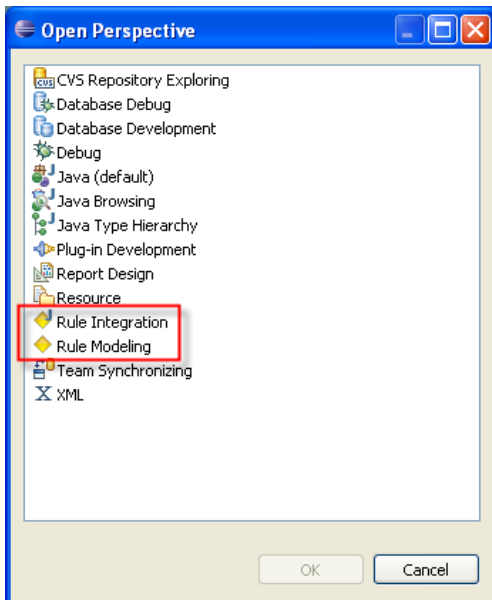 Open Perspective
CVS Repository Exploring
Database Debug
Database Development
Debug
Java (default)
Java Browsing
Java Type Hierarchy
Plug-in Development
Report Design
Resource
Rule Integration
Rule Modeling
Team Synchronizing
XML
OK Cancel